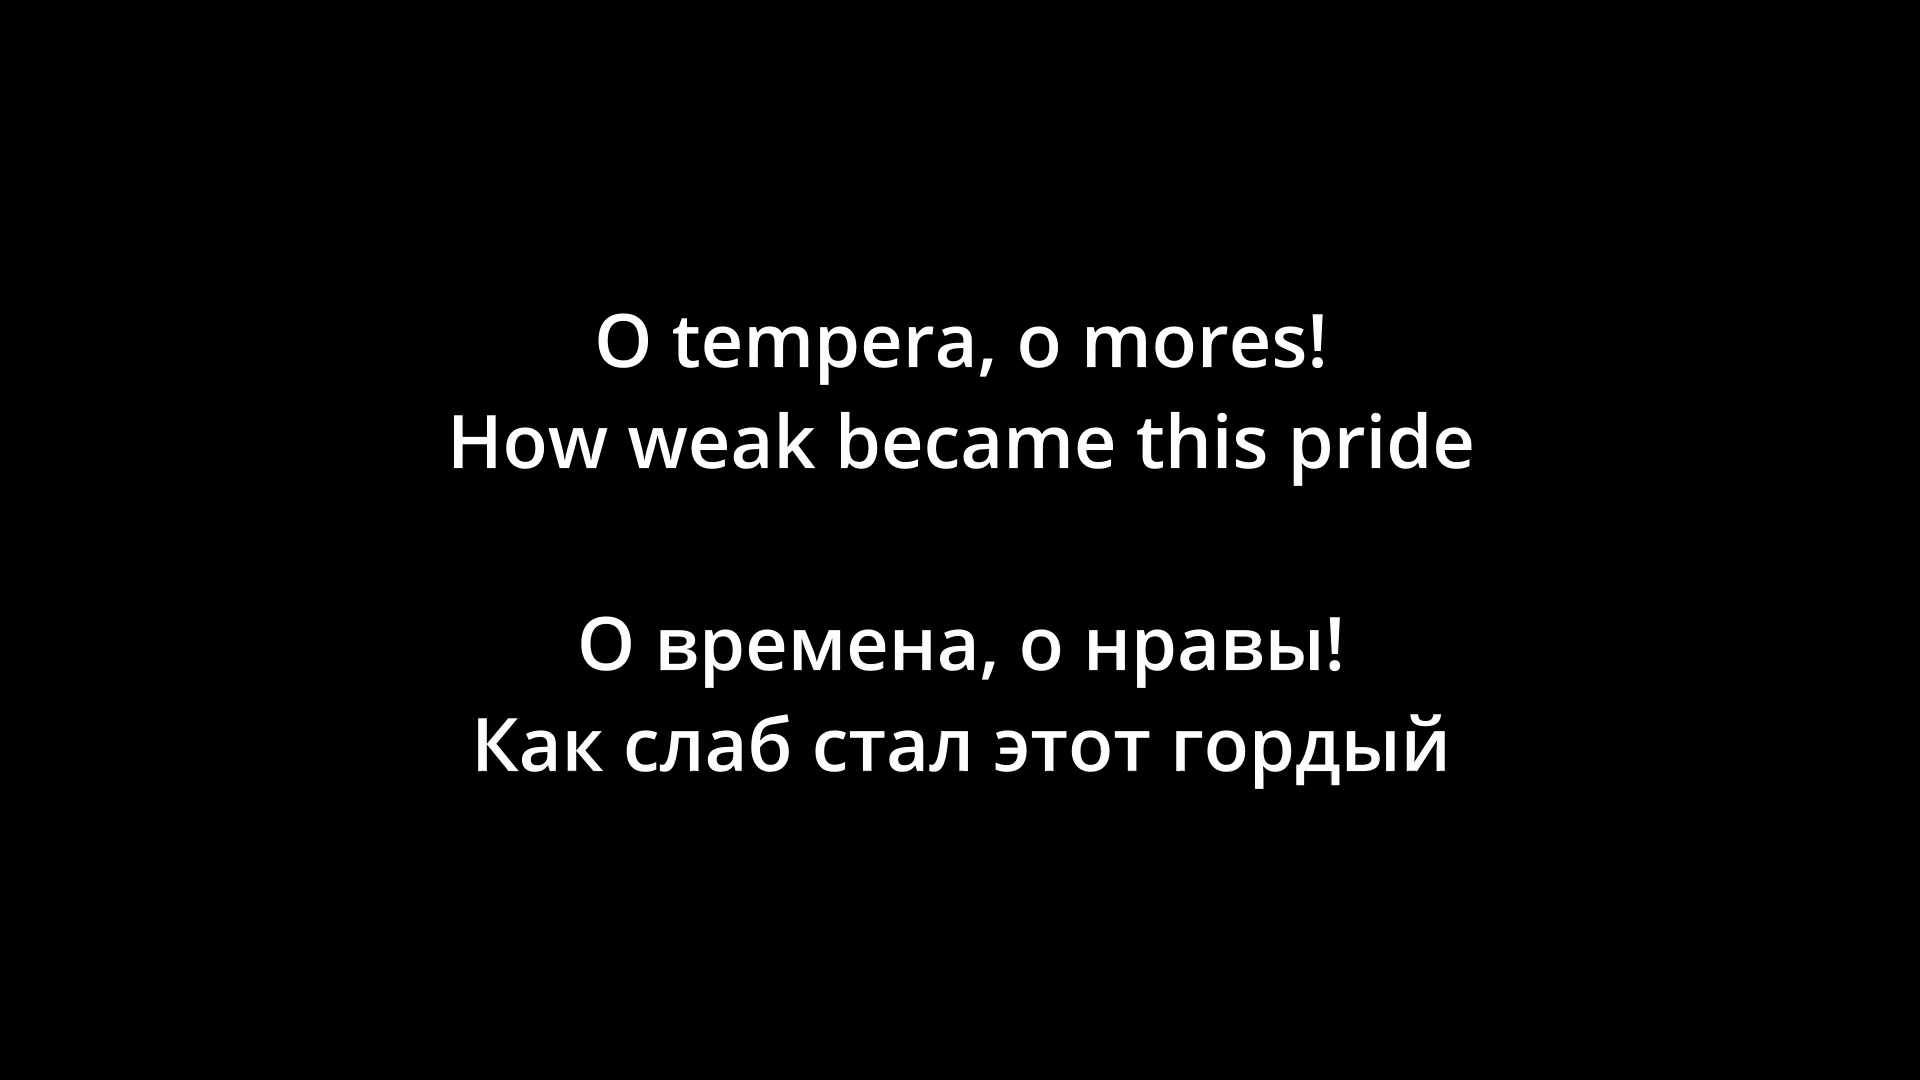 O tempera, o mores!
How weak became this pride
О времена, о нравы!
Как слаб стал этот гордый